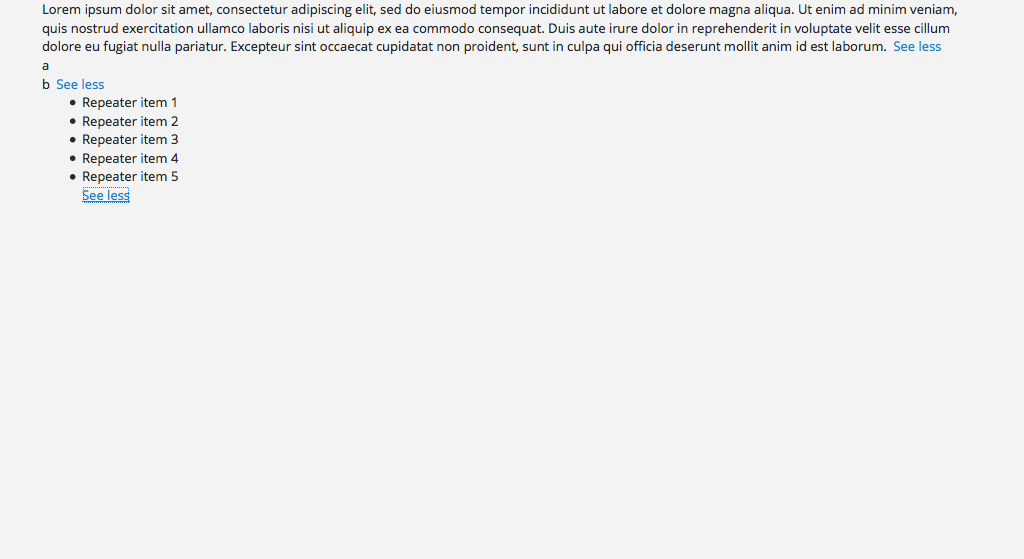 Lorem ipsum dolor sit amet, consectetur adipiscing elit, sed do eiusmod tempor incididunt ut labore et dolore magna aliqua. Ut enim ad minim veniam,
quis nostrud exercitation ullamco laboris nisi ut aliquip ex ea commodo consequat. Duis aute irure dolor in reprehenderit in voluptate velit esse cillum
dolore eu fugiat nulla pariatur. Excepteur sint occaecat cupidatat non proident, sunt in culpa qui officia deserunt mollit anim id est laborum. See less
a
b See less
• Repeater item 1
• Repeater item 2
• Repeater item 3
• Repeater item 4
• Repeater item 5
See less